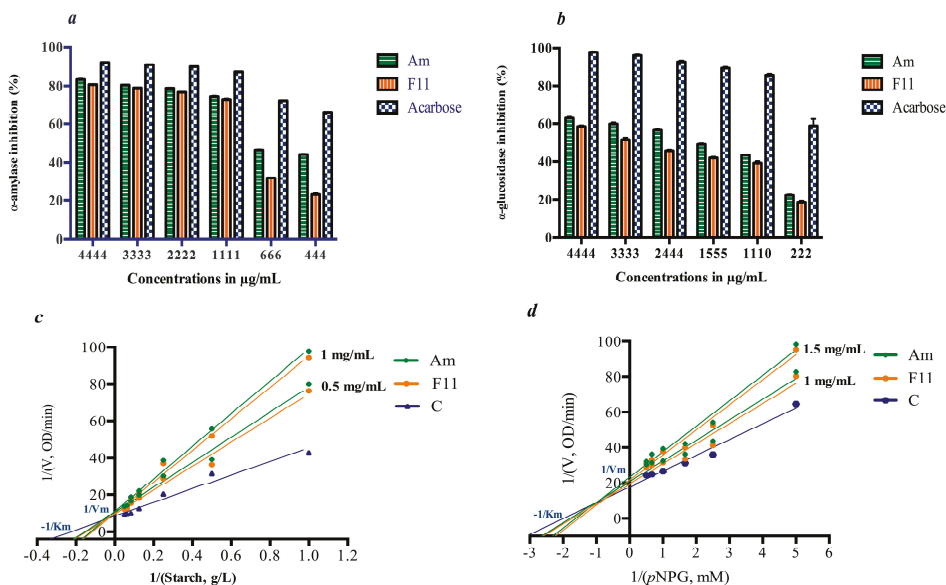 a
α-amylase inhibition (%)
100
80
60
40
20
0
4444 3333 2222 1111 666 444
Concentrations in µg/mL
Am
F11
Acarbose
b
α-glucosidase inhibition (%)
100
80
60
40
20
0
4444 3333 2444 1555 1110 222
Concentrations in µg/mL
Am
F11
Acarbose
c
1/(V, OD/min)
100
80
60
40
20
0
1 mg/mL
0.5 mg/mL
1/Vm
-1/Km
-0.4 -0.2 0.0 0.2 0.4 0.6 0.8 1.0 1.2
1/(Starch, g/L)
Am
F11
C
d
1/(V, OD/min)
100
80
60
40
20
0
1.5 mg/mL
1 mg/mL
1/Vm
-1/Km
-3 -2 -1 0 1 2 3 4 5 6
1/(pNPG, mM)
Am
F11
C